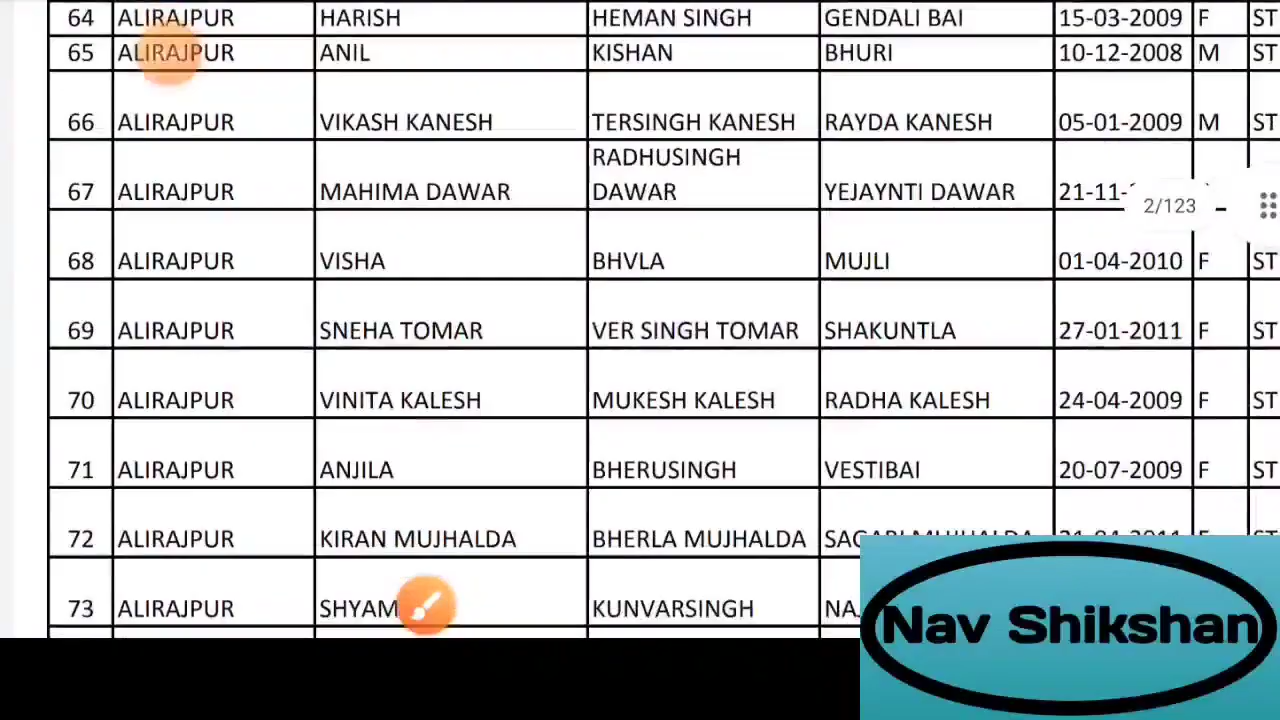 64 ALIRAJPUR HARISH HEMAN SINGH GENDALI BAI 15-03-2009 F ST
65 ALIRAJPUR ANIL KISHAN BHURI 10-12-2008 M ST
66 ALIRAJPUR VIKASH KANESH TERSINGH KANESH RAYDA KANESH 05-01-2009 M ST
RADHUSINGH
67 ALIRAJPUR MAHIMA DAWAR DAWAR YEJAYNTI DAWAR 21-11- ST
2/123
68 ALIRAJPUR VISHA BHVLA MUJLI 01-04-2010 F ST
69 ALIRAJPUR SNEHA TOMAR VER SINGH TOMAR SHAKUNTLA 27-01-2011 F ST
70 ALIRAJPUR VINITA KALESH MUKESH KALESH RADHA KALESH 24-04-2009 F ST
71 ALIRAJPUR ANJILA BHERUSINGH VESTIBAI 20-07-2009 F ST
72 ALIRAJPUR KIRAN MUJHALDA BHERLA MUJHALDA ST
73 ALIRAJPUR SHYAM KUNVARSINGH
Nav Shikshan